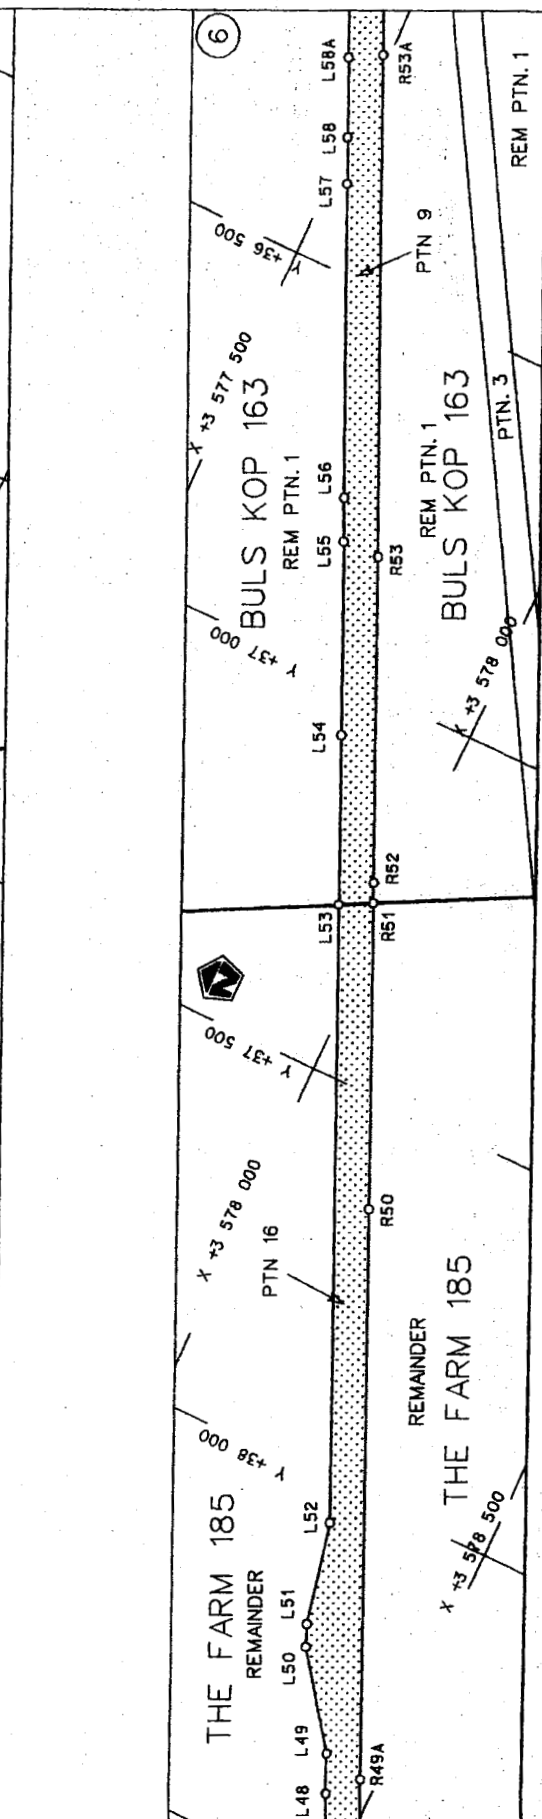 6
L58A
R53A
L58
L57
REM PTN. 1
Y +36 500
PTN 9
X +3 577 500
BULS KOP 163
REM PTN. 1
PTN. 3
REM PTN. 1
BULS KOP 163
L56
L55
R53
Y +37 000
X +3 578 000
L54
R52
L53
R51
N
Y +37 500
X +3 578 000
R50
PTN 16
REMAINDER
THE FARM 185
Y +38 000
L52
X +3 578 500
THE FARM 185
REMAINDER
L51
L50
L49
R49A
L48